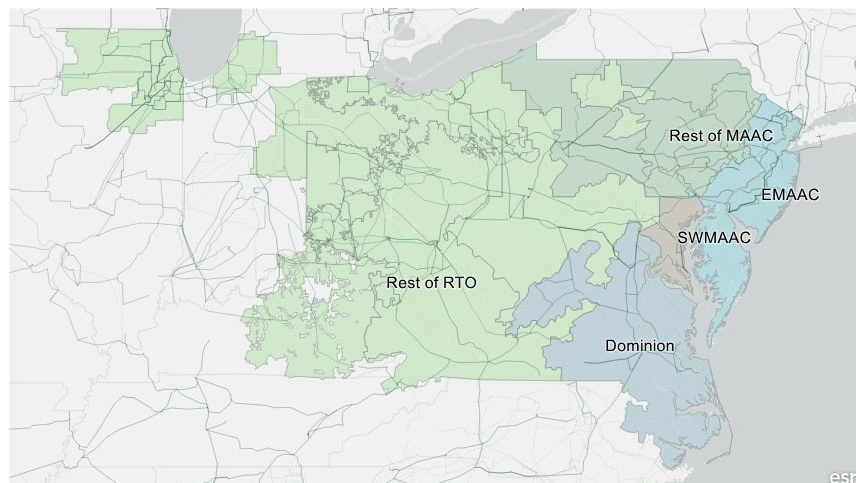 Rest of MAAC
EMAAC
SWMAAC
Rest of RTO
Dominion
esri